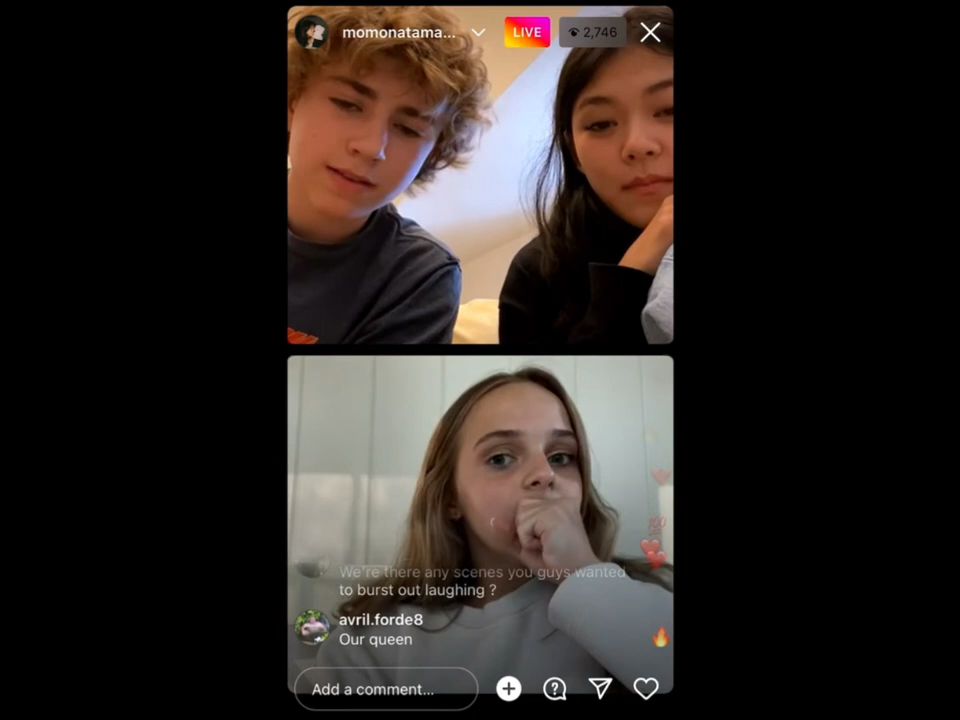 momonatama...
LIVE
2,746
We're there any scenes you guys wanted
to burst out laughing ?
avril.forde8
Our queen
Add a comment...